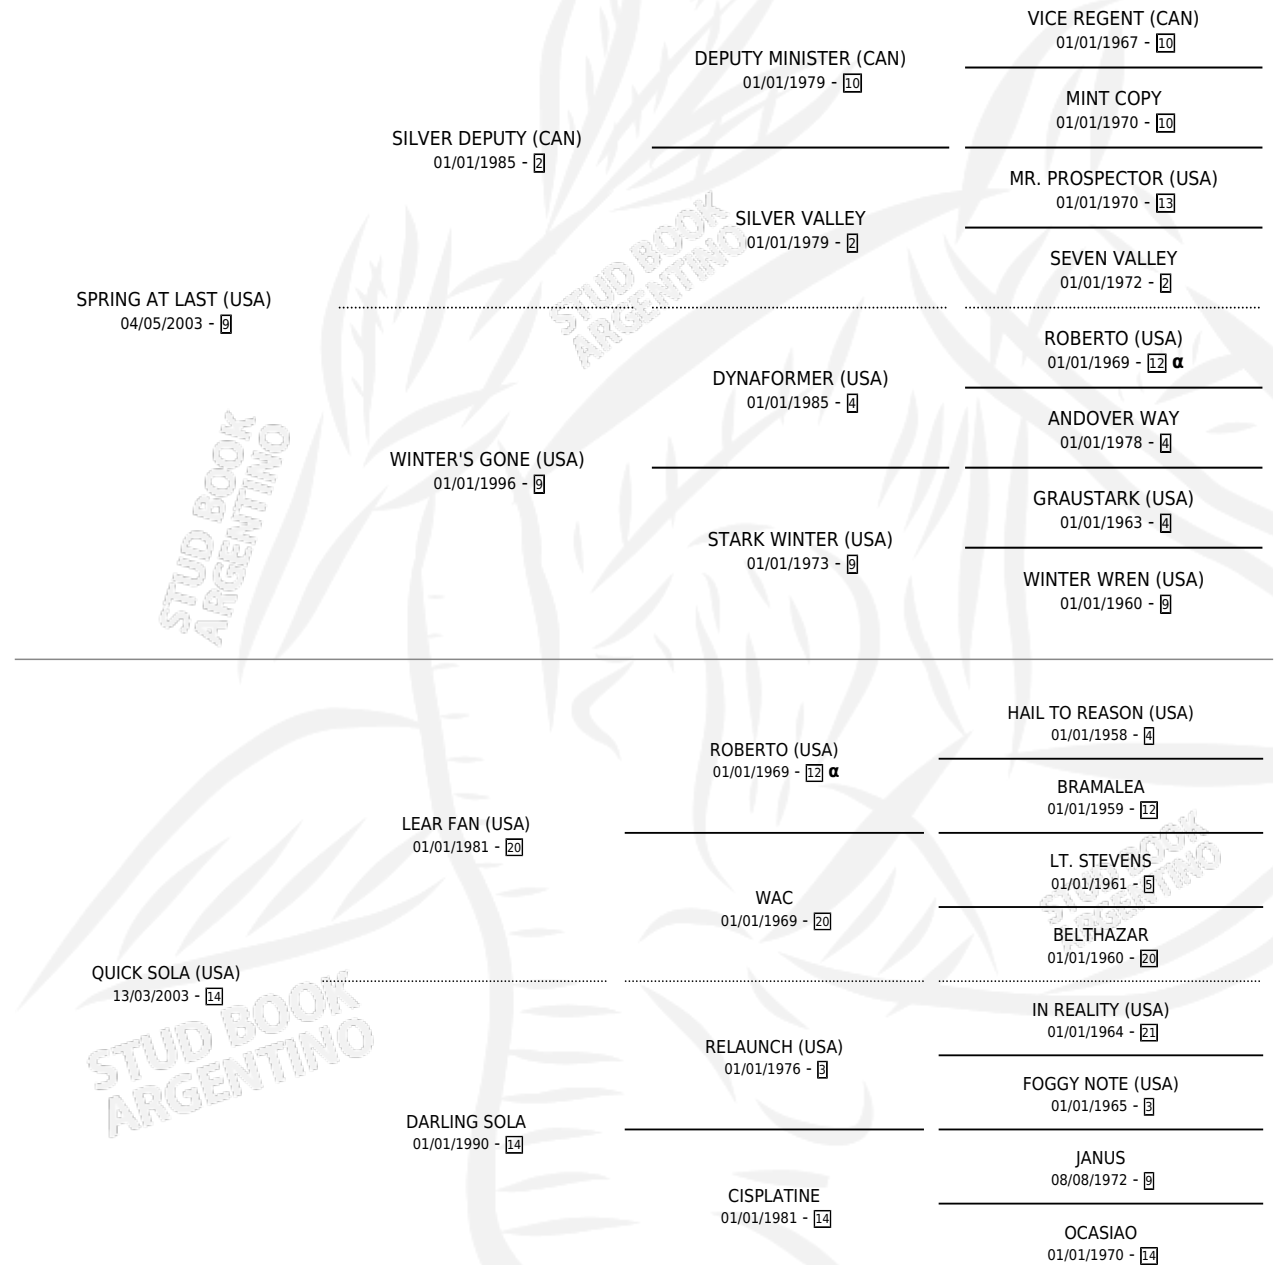 VICE REGENT (CAN)
01/01/1967 - 10
DEPUTY MINISTER (CAN)
01/01/1979 - 10
MINT COPY
01/01/1970 - 10
SILVER DEPUTY (CAN)
01/01/1985 - 2
MR. PROSPECTOR (USA)
01/01/1970 - 13
SILVER VALLEY
01/01/1979 - 2
SEVEN VALLEY
01/01/1972 - 2
SPRING AT LAST (USA)
04/05/2003 - 9
ROBERTO (USA)
01/01/1969 - 12 α
DYNAFORMER (USA)
01/01/1985 - 4
ANDOVER WAY
01/01/1978 - 4
WINTER'S GONE (USA)
01/01/1996 - 9
GRAUSTARK (USA)
01/01/1963 - 4
STARK WINTER (USA)
01/01/1973 - 9
WINTER WREN (USA)
01/01/1960 - 9
STUD BOOK
ARGENTINO
STUD BOOK
ARGENTINO
HAIL TO REASON (USA)
01/01/1958 - 4
ROBERTO (USA)
01/01/1969 - 12 α
BRAMALEA
01/01/1959 - 12
LEAR FAN (USA)
01/01/1981 - 20
LT. STEVENS
01/01/1961 - 5
WAC
01/01/1969 - 20
BELTHAZAR
01/01/1960 - 20
QUICK SOLA (USA)
13/03/2003 - 14
IN REALITY (USA)
01/01/1964 - 21
RELAUNCH (USA)
01/01/1976 - 3
FOGGY NOTE (USA)
01/01/1965 - 3
DARLING SOLA
01/01/1990 - 14
JANUS
08/08/1972 - 9
CISPLATINE
01/01/1981 - 14
OCASIAO
01/01/1970 - 14
STUD BOOK
ARGENTINO
STUD BOOK
ARGENTINO